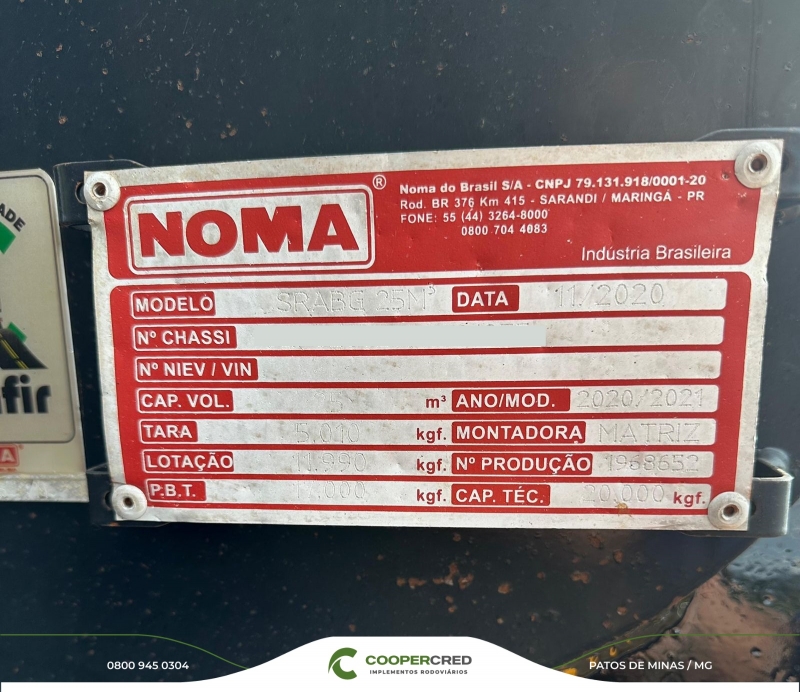 NOMA®
Noma do Brasil S/A - CNPJ 79.131.918/0001-20
Rod. BR 376 Km 415 - SARANDI / MARINGÁ - PR
FONE: 55 (44) 3264-8000
0800 704 4083
Indústria Brasileira
MODELO SRABG 25M³ DATA 11/2020
Nº CHASSI
Nº NIEV / VIN
CAP. VOL. m³ ANO/MOD. 2020/2021
TARA 5.010 kgf. MONTADORA MATRIZ
LOTAÇÃO 11.990 kgf. Nº PRODUÇÃO 1968652
P.B.T. 17.000 kgf. CAP. TÉC. 20.000 kgf.
ADE
fir
A
0800 945 0304
COOPERCRED
IMPLEMENTOS RODOVIÁRIOS
PATOS DE MINAS / MG